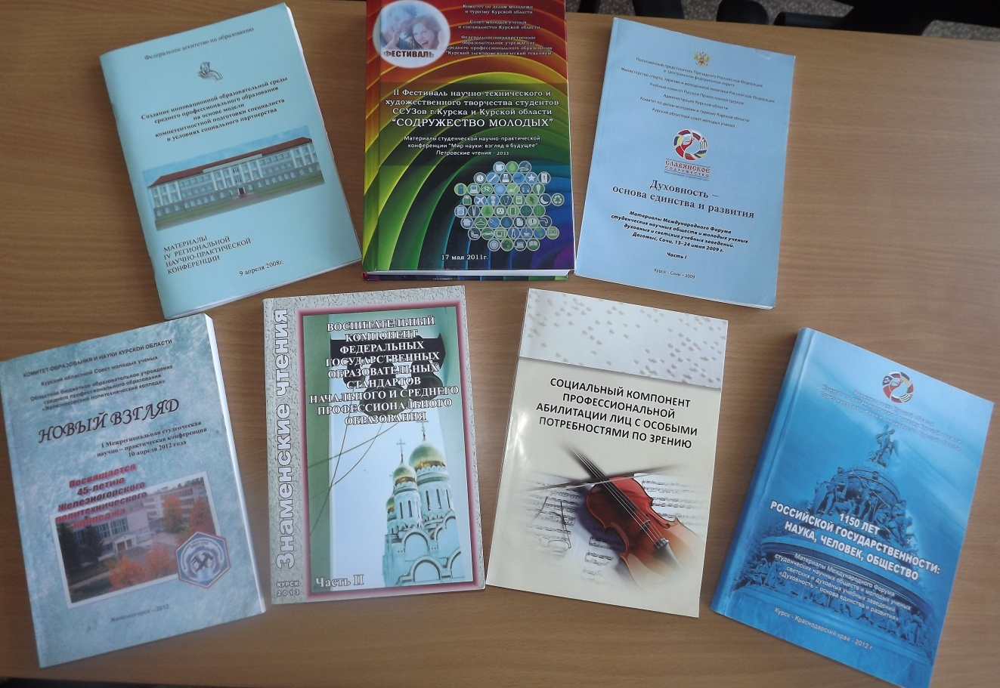 Федеральное агентство по образованию
Создание инновационной образовательной среды
среднего профессионального образования
на основе модели
компетентностной подготовки специалиста
в условиях социального партнерства
МАТЕРИАЛЫ
IV РЕГИОНАЛЬНОЙ
НАУЧНО-ПРАКТИЧЕСКОЙ
КОНФЕРЕНЦИИ
9 апреля 2008г.
ФЕСТИВАЛЬ
Комитет по делам молодежи
и туризму Курской области
Совет молодых ученых
и специалистов Курской области
Федеральное государственное
образовательное учреждение
среднего профессионального образования
"Курский электромеханический техникум"
II Фестиваль научно-технического и
художественного творчества студентов
ССУЗов г.Курска и Курской области
"СОДРУЖЕСТВО МОЛОДЫХ"
Материалы студенческой научно-практической
конференции "Мир науки: взгляд в будущее"
Петровские чтения - 2011
17 мая 2011г.
Полномочный представитель Президента Российской Федерации
в Центральном федеральном округе
Министерство спорта, туризма и молодежной политики Российской Федерации
Учебный комитет Русской Православной Церкви
Администрация Курской области
Комитет по делам молодежи и туризму Курской области
Курский областной совет молодых ученых
СЛАВЯНСКОЕ
СОДРУЖЕСТВО
Духовность –
основа единства и развития
Материалы Международного Форума
студенческих научных обществ и молодых ученых
духовных и светских учебных заведений.
Дагомыс, Сочи, 13–24 июня 2009 г.
Часть I
Курск - Сочи – 2009
КОМИТЕТ ОБРАЗОВАНИЯ И НАУКИ КУРСКОЙ ОБЛАСТИ
Курский областной Совет молодых ученых
Областное бюджетное образовательное учреждение
среднего профессионального образования
«Железногорский политехнический колледж»
НОВЫЙ ВЗГЛЯД
I Межрегиональная студенческая
научно – практическая конференция
10 апреля 2012 года
Посвящается
45-летию
Железногорского
политехнического
колледжа
Железногорск – 2012
Знаменские чтения
ВОСПИТАТЕЛЬНЫЙ
КОМПОНЕНТ
ФЕДЕРАЛЬНЫХ
ГОСУДАРСТВЕННЫХ
ОБРАЗОВАТЕЛЬНЫХ
СТАНДАРТОВ
НАЧАЛЬНОГО И СРЕДНЕГО
ПРОФЕССИОНАЛЬНОГО
ОБРАЗОВАНИЯ
Часть II
КУРСК
2013
СОЦИАЛЬНЫЙ КОМПОНЕНТ
ПРОФЕССИОНАЛЬНОЙ
АБИЛИТАЦИИ ЛИЦ С ОСОБЫМИ
ПОТРЕБНОСТЯМИ ПО ЗРЕНИЮ
1150 ЛЕТ
РОССИЙСКОЙ ГОСУДАРСТВЕННОСТИ:
НАУКА, ЧЕЛОВЕК, ОБЩЕСТВО
Материалы Международного Форума
студенческих научных обществ и молодых ученых
светских и духовных учебных заведений
«Духовность – основа единства и развития»
Курск - Краснодарский край - 2012 г